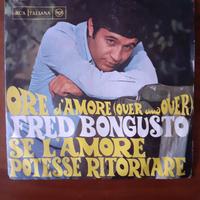 RCA ITALIANA
ORE d'AMORE (OVER and OVER)
FRED BONGUSTO
SE L'AMORE
POTESSE RITORNARE